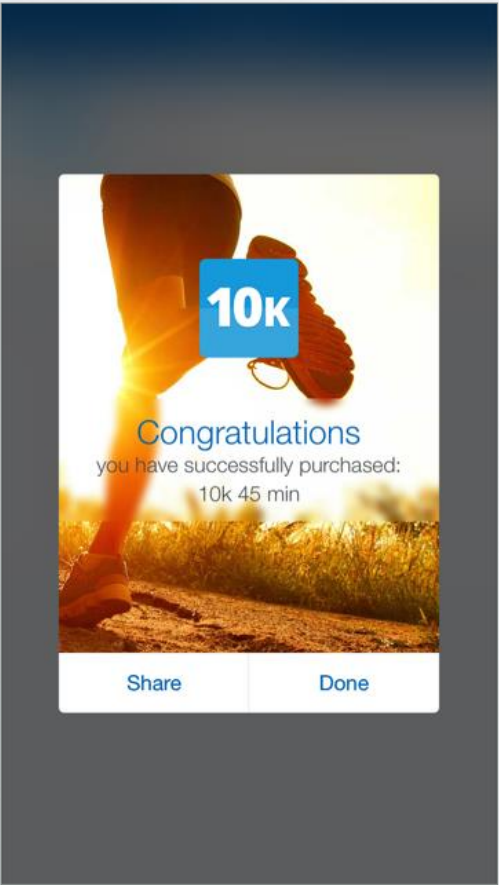 10K
Congratulations
you have successfully purchased:
10k 45 min
Share
Done